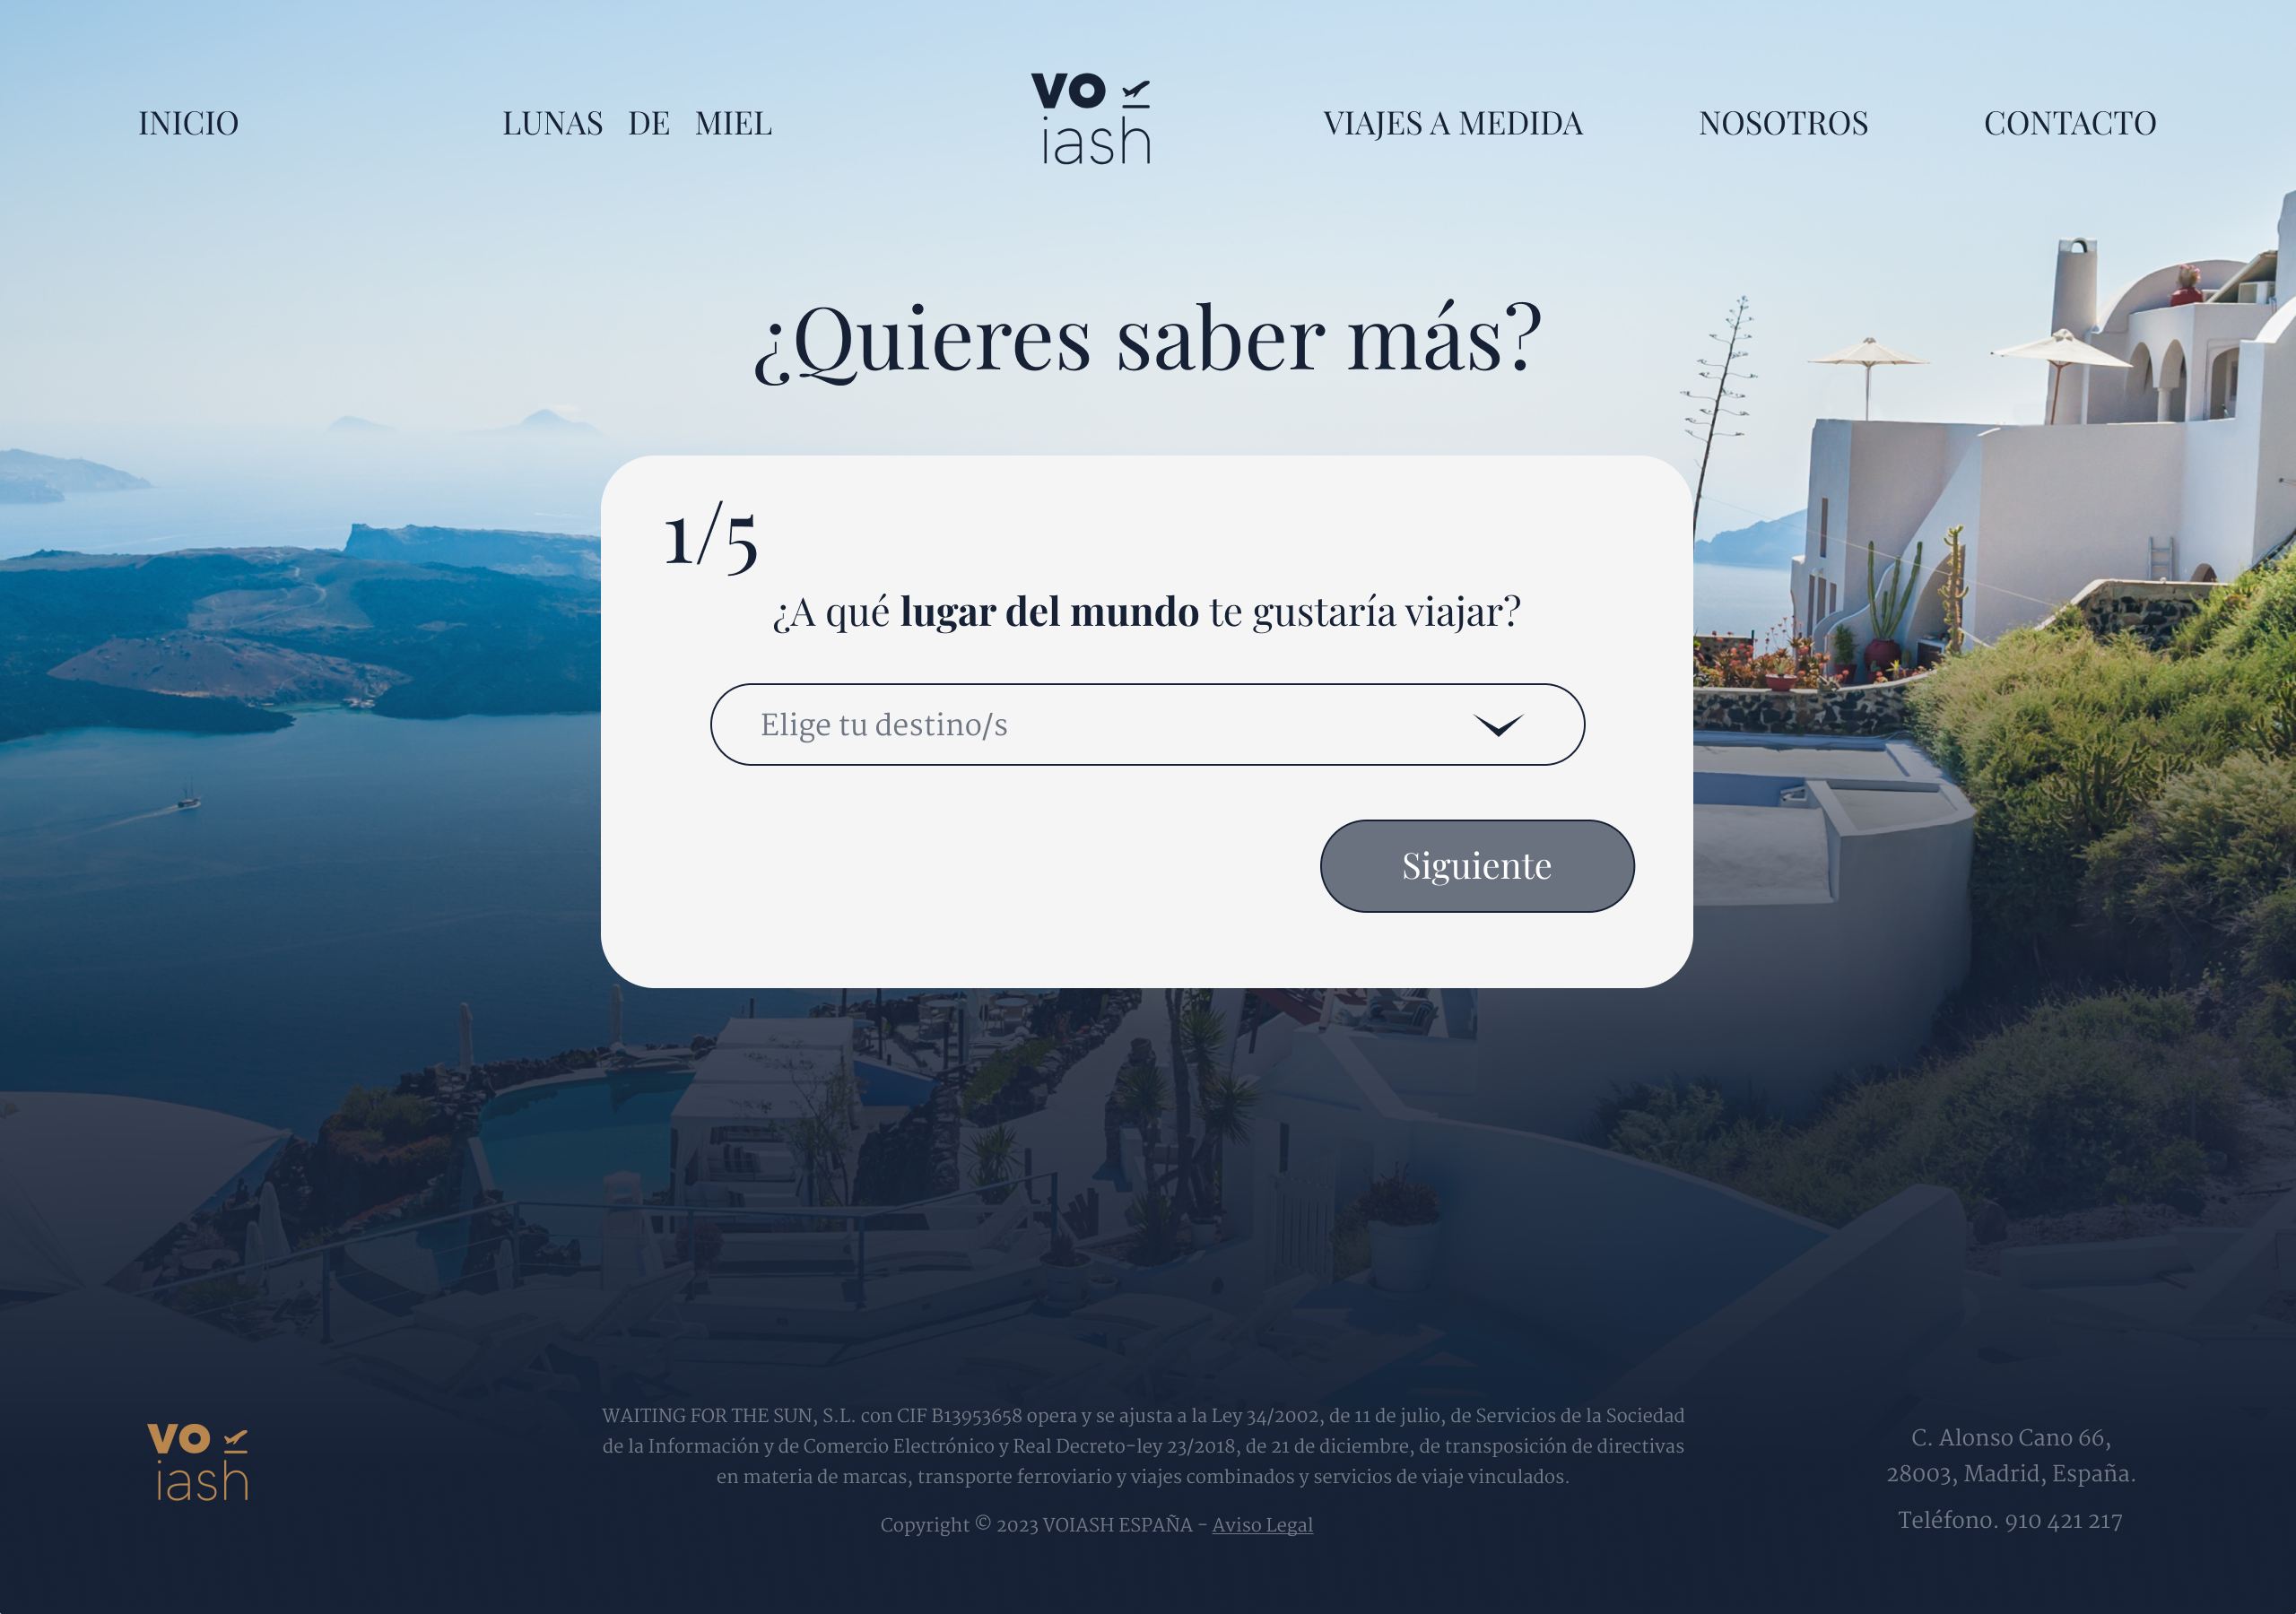 INICIO
LUNAS DE MIEL
VO
iash
VIAJES A MEDIDA
NOSOTROS
CONTACTO
¿Quieres saber más?
1/5
¿A qué lugar del mundo te gustaría viajar?
Elige tu destino/s
Siguiente
VO
iash
WAITING FOR THE SUN, S.L. con CIF B13953658 opera y se ajusta a la Ley 34/2002, de 11 de julio, de Servicios de la Sociedad
de la Información y de Comercio Electrónico y Real Decreto-ley 23/2018, de 21 de diciembre, de transposición de directivas
en materia de marcas, transporte ferroviario y viajes combinados y servicios de viaje vinculados.
Copyright © 2023 VOIASH ESPAÑA - Aviso Legal
C. Alonso Cano 66,
28003, Madrid, España.
Teléfono. 910 421 217